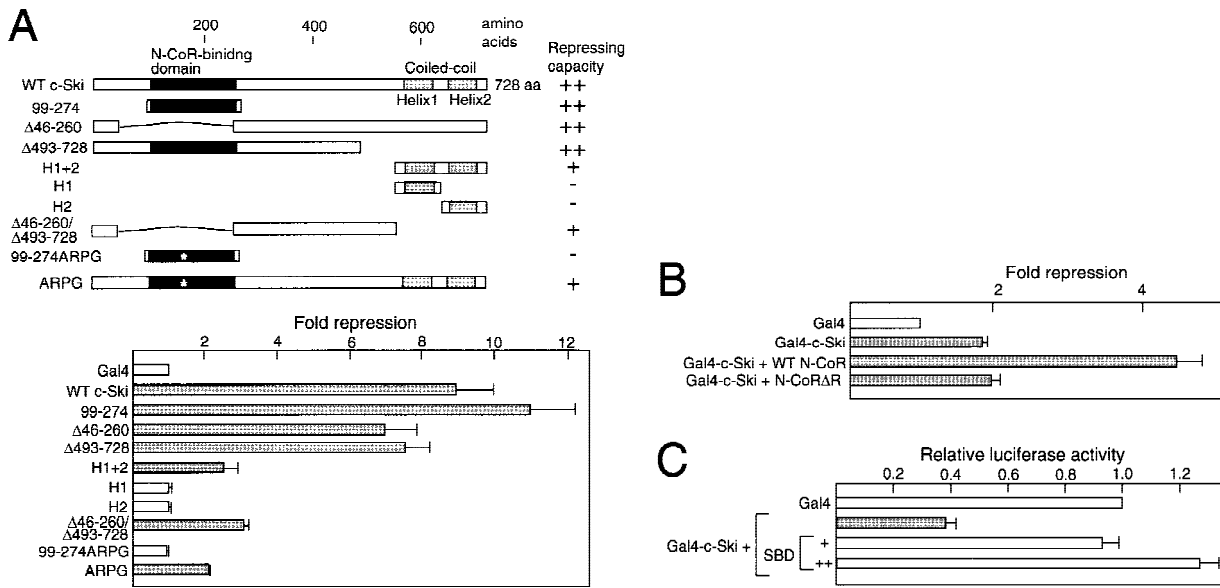 A
200 400 600 amino acids
N-CoR-binidng domain
Coiled-coil
Repressing capacity
WT c-Ski 728 aa ++
Helix1 Helix2
99-274 ++
Δ46-260 ++
Δ493-728 ++
H1+2 +
H1 -
H2 -
Δ46-260/
Δ493-728 +
99-274ARPG * -
ARPG * +
Fold repression
2 4 6 8 10 12
Gal4
WT c-Ski
99-274
Δ46-260
Δ493-728
H1+2
H1
H2
Δ46-260/
Δ493-728
99-274ARPG
ARPG
B
Fold repression
2 4
Gal4
Gal4-c-Ski
Gal4-c-Ski + WT N-CoR
Gal4-c-Ski + N-CoRΔR
C
Relative luciferase activity
0.2 0.4 0.6 0.8 1.0 1.2
Gal4
Gal4-c-Ski + SBD +
++